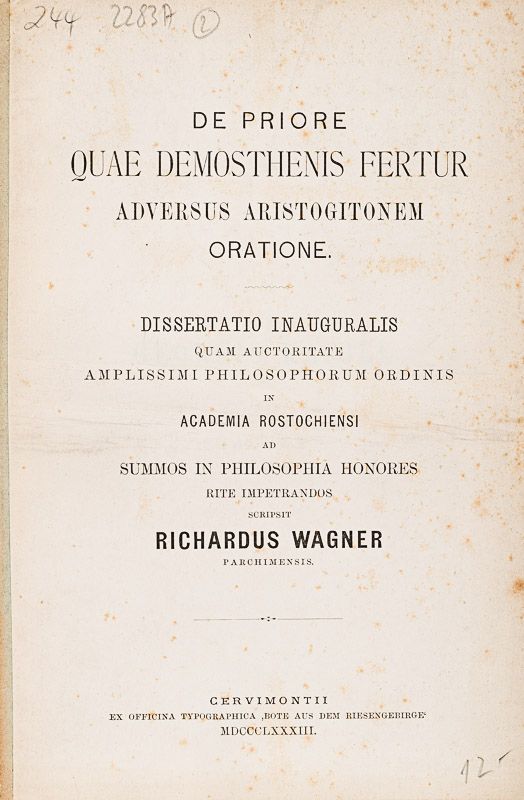 244 2283A 2
DE PRIORE
QUAE DEMOSTHENIS FERTUR
ADVERSUS ARISTOGITONEM
ORATIONE.
DISSERTATIO INAUGURALIS
QUAM AUCTORITATE
AMPLISSIMI PHILOSOPHORUM ORDINIS
IN
ACADEMIA ROSTOCHIENSI
AD
SUMMOS IN PHILOSOPHIA HONORES
RITE IMPETRANDOS
SCRIPSIT
RICHARDUS WAGNER
PARCHIMENSIS.
CERVIMONTII
EX OFFICINA TYPOGRAPHICA ‚BOTE AUS DEM RIESENGEBIRGE‘
MDCCCLXXXIII.
12-